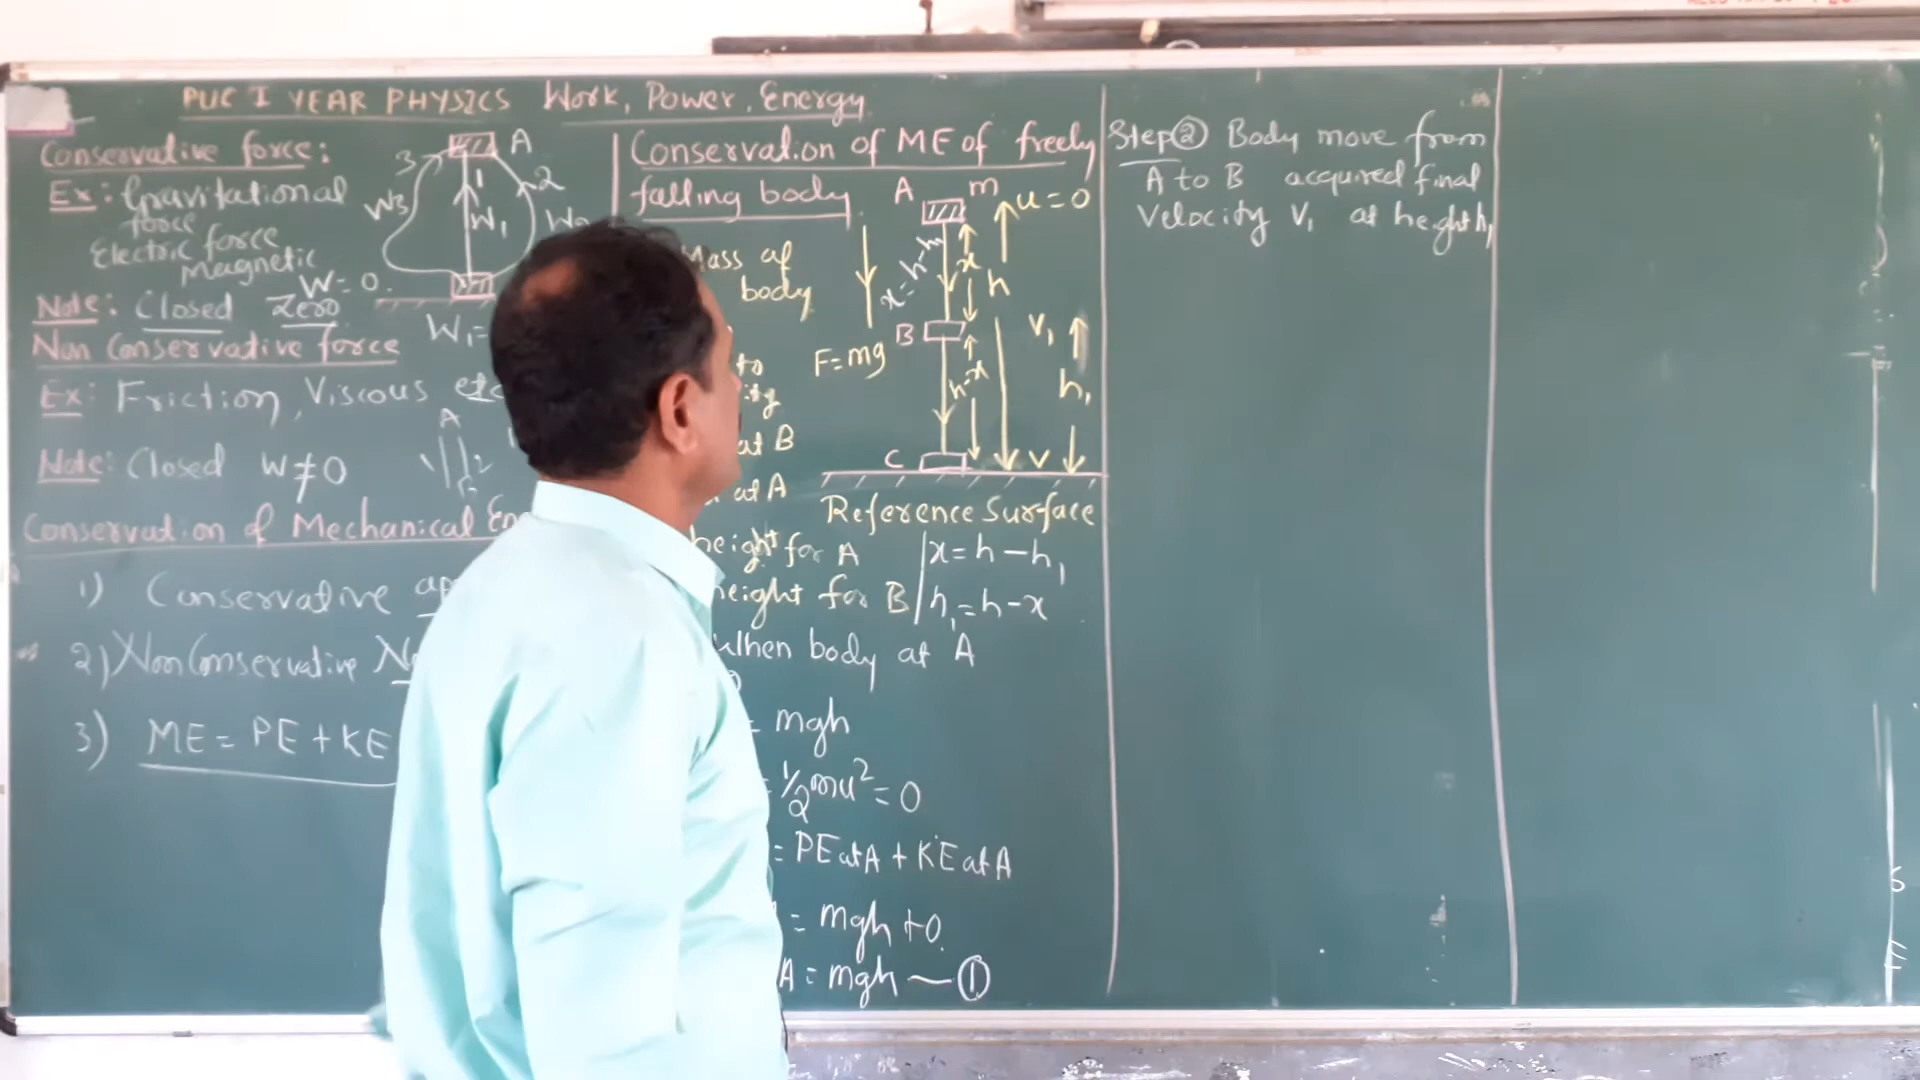 PUC I YEAR PHYSICS Work, Power, Energy
Conservative force:
Ex: Gravitational
force
Electric force
Magnetic
W = 0.
Note: Closed Zero
Non Conservative force
Ex: Friction, Viscous etc
Note: Closed W ≠ 0
Conservation of Mechanical
1) Conservative
2) Non Conservative
3) ME = PE + KE
A
3
1
2
W3
W1
W1 =
A
2
Conservation of ME of freely
falling body
Mass of
body
to
at B
at A
height for A
height for B
x = h - h1
h1 = h - x
A m u = 0
x = h - h1
x
h
B
V1
F = mg
h - x
h1
C
V
Reference Surface
When body at A
= mgh
= 1/2 mu² = 0
= PE at A + KE at A
= mgh + 0
A = mgh — ①
Step ② Body move from
A to B acquired final
Velocity V1 at height h1